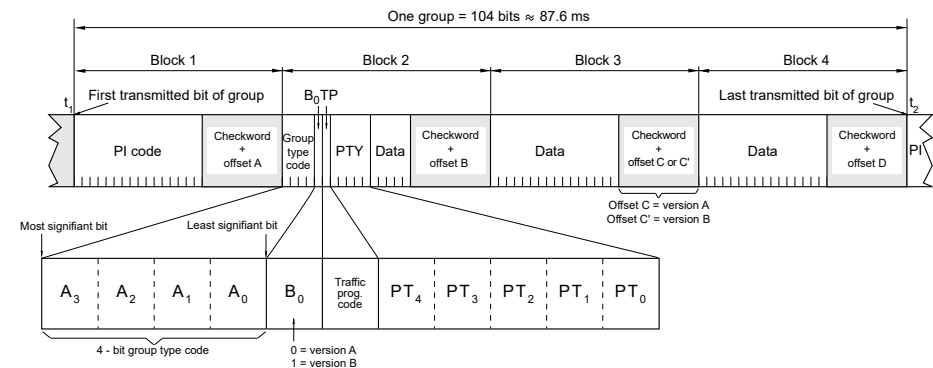 One group = 104 bits ≈ 87.6 ms
Block 1 Block 2 Block 3 Block 4
t1 First transmitted bit of group B0 TP Last transmitted bit of group t2
PI code
Checkword
+
offset A
Group
type
code
PTY
Data
Checkword
+
offset B
Data
Checkword
+
offset C or C'
Data
Checkword
+
offset D
PI
Offset C = version A
Offset C' = version B
Most signifiant bit Least signifiant bit
A3 A2 A1 A0 B0
Traffic
prog.
code
PT4 PT3 PT2 PT1 PT0
4 - bit group type code
0 = version A
1 = version B